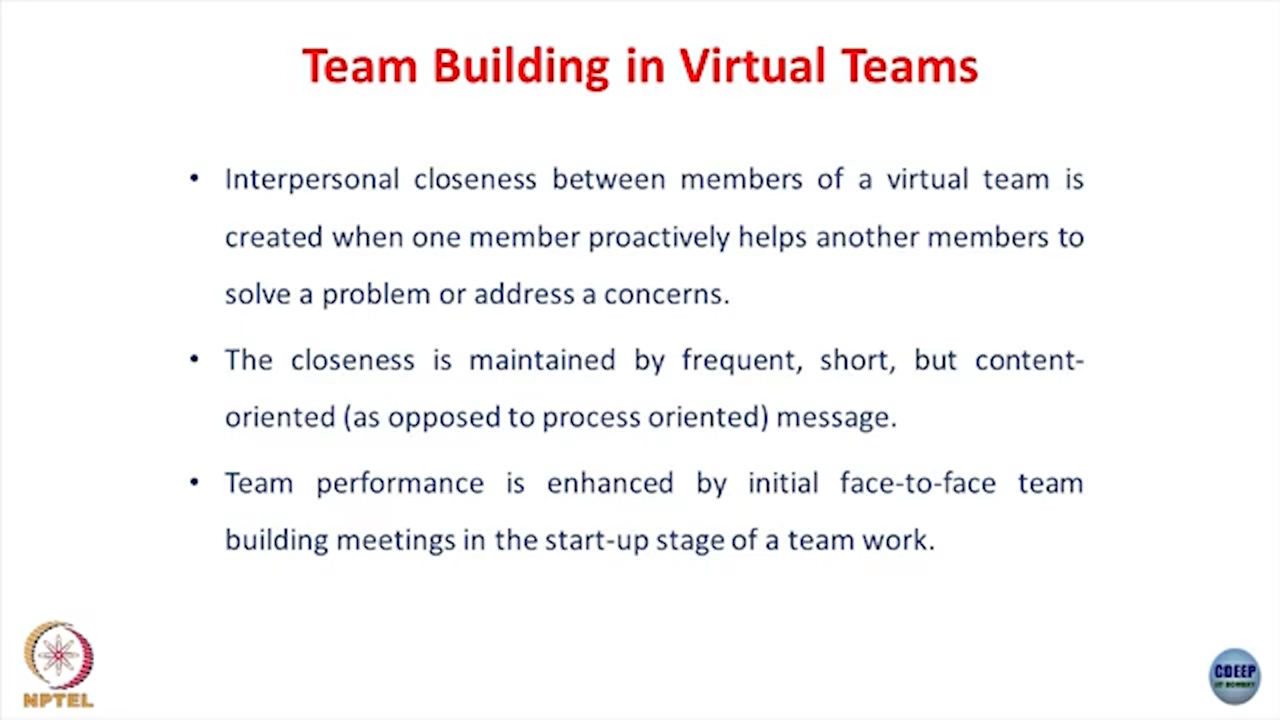 Team Building in Virtual Teams
• Interpersonal closeness between members of a virtual team is
created when one member proactively helps another members to
solve a problem or address a concerns.
• The closeness is maintained by frequent, short, but content-
oriented (as opposed to process oriented) message.
• Team performance is enhanced by initial face-to-face team
building meetings in the start-up stage of a team work.
NPTEL
CDEEP
IIT BOMBAY